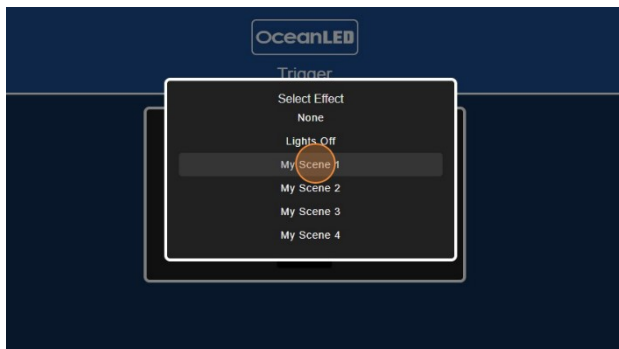 OceanLED
Trigger
Select Effect
None
Lights Off
My Scene 1
My Scene 2
My Scene 3
My Scene 4